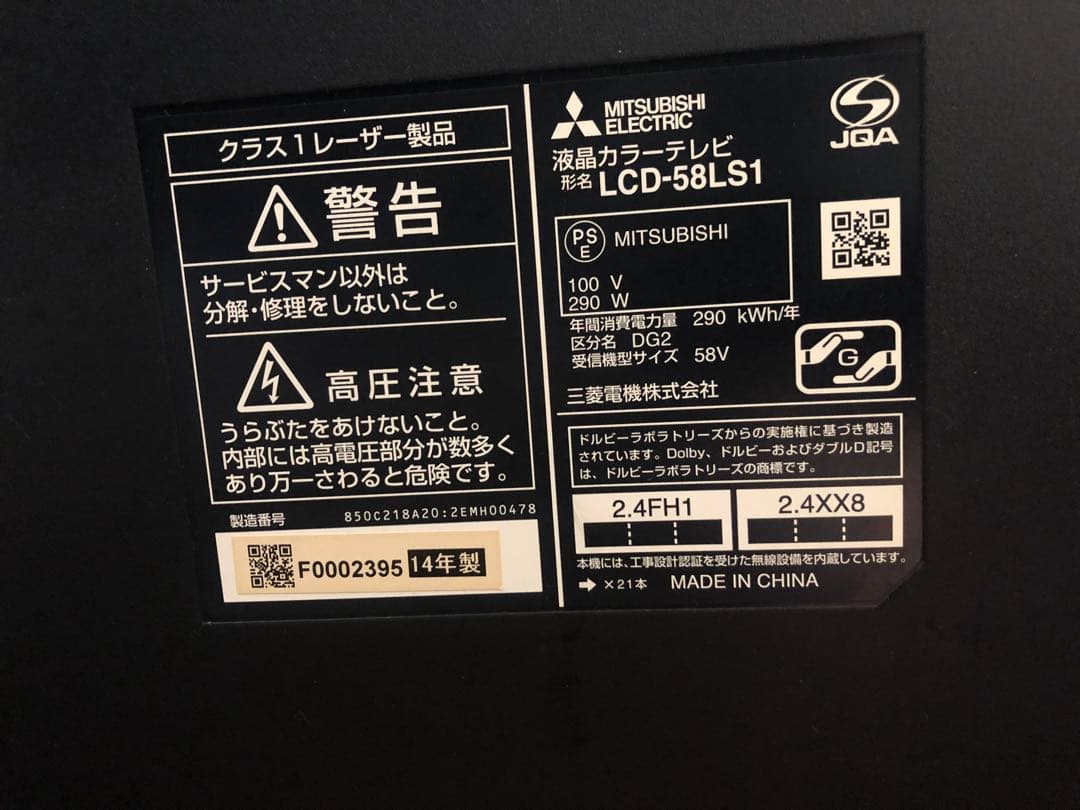 クラス1レーザー製品
警告
サービスマン以外は
分解・修理をしないこと。
高圧注意
うらぶたをあけないこと。
内部には高電圧部分が数多く
あり万一さわると危険です。
製造番号 850C218A20:2EMH00478
F0002395 14年製
MITSUBISHI
ELECTRIC
JQA
液晶カラーテレビ
形名 LCD-58LS1
PS
E
MITSUBISHI
100 V
290 W
年間消費電力量 290 kWh/年
区分名 DG2
受信機型サイズ 58V
G
三菱電機株式会社
ドルビーラボラトリーズからの実施権に基づき製造
されています。Dolby、ドルビーおよびダブルD記号
は、ドルビーラボラトリーズの商標です。
2.4FH1 2.4XX8
本機には、工事設計認証を受けた無線設備を内蔵しています。
×21本 MADE IN CHINA